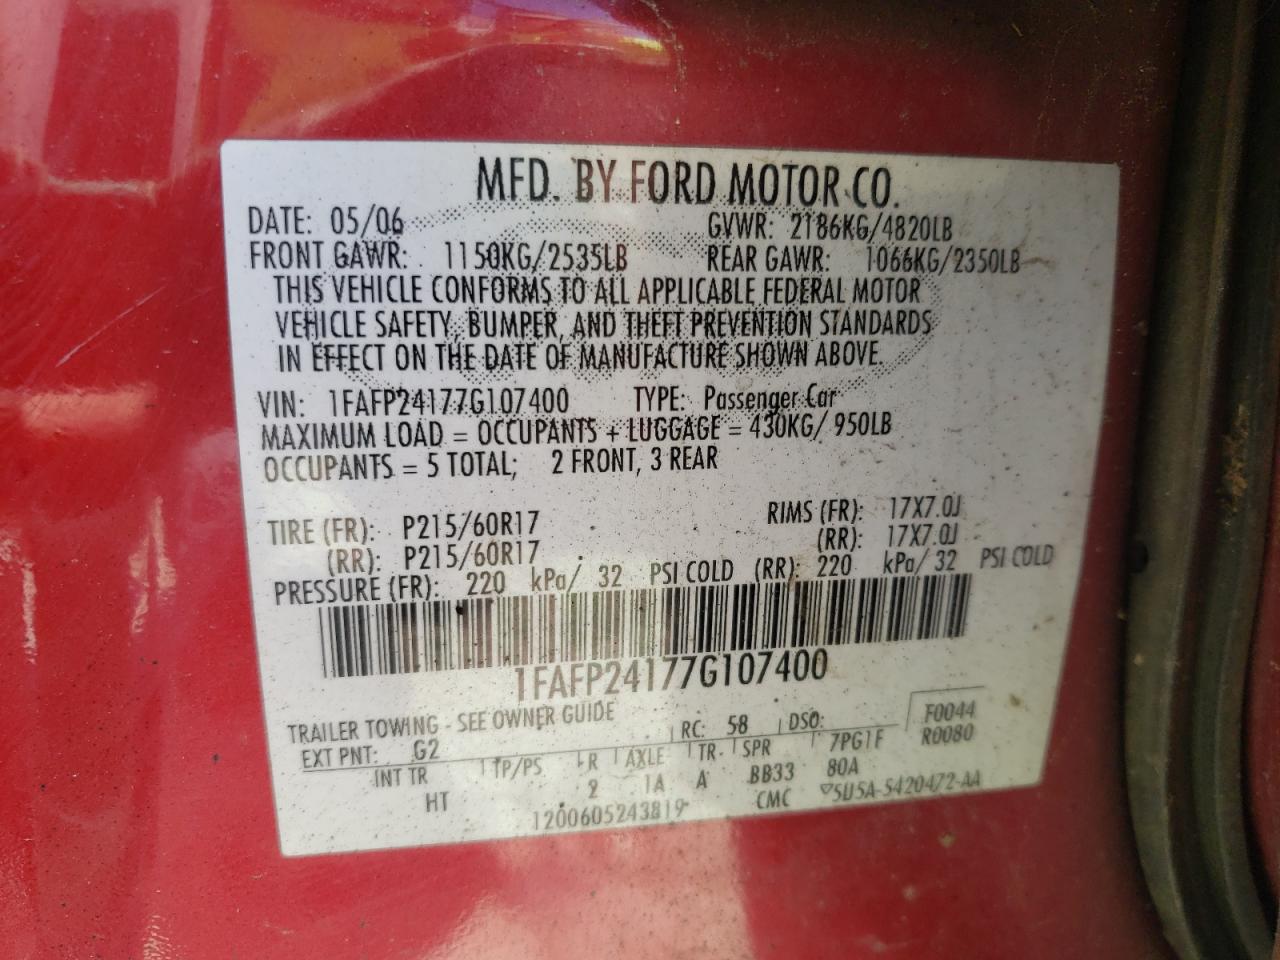 MFD. BY FORD MOTOR CO.
DATE: 05/06 GVWR: 2186KG/4820LB
FRONT GAWR: 1150KG/2535LB REAR GAWR: 1066KG/2350LB
THIS VEHICLE CONFORMS TO ALL APPLICABLE FEDERAL MOTOR
VEHICLE SAFETY, BUMPER, AND THEFT PREVENTION STANDARDS
IN EFFECT ON THE DATE OF MANUFACTURE SHOWN ABOVE.
VIN: 1FAFP24177G107400 TYPE: Passenger Car
MAXIMUM LOAD = OCCUPANTS + LUGGAGE = 430KG/ 950LB
OCCUPANTS = 5 TOTAL; 2 FRONT, 3 REAR
TIRE (FR): P215/60R17 RIMS (FR): 17X7.0J
(RR): P215/60R17 (RR): 17X7.0J
PRESSURE (FR): 220 kPa/ 32 PSI COLD (RR): 220 kPa/ 32 PSI COLD
1FAFP24177G107400
TRAILER TOWING - SEE OWNER GUIDE
EXT PNT: G2 RC: 58 DSO: F0044
R0080
INT TR TP/PS R AXLE TR SPR 7PG1F
HT 2 1A A BB33 80A
1200605243819 CMC ▽5U5A-5420472-AA